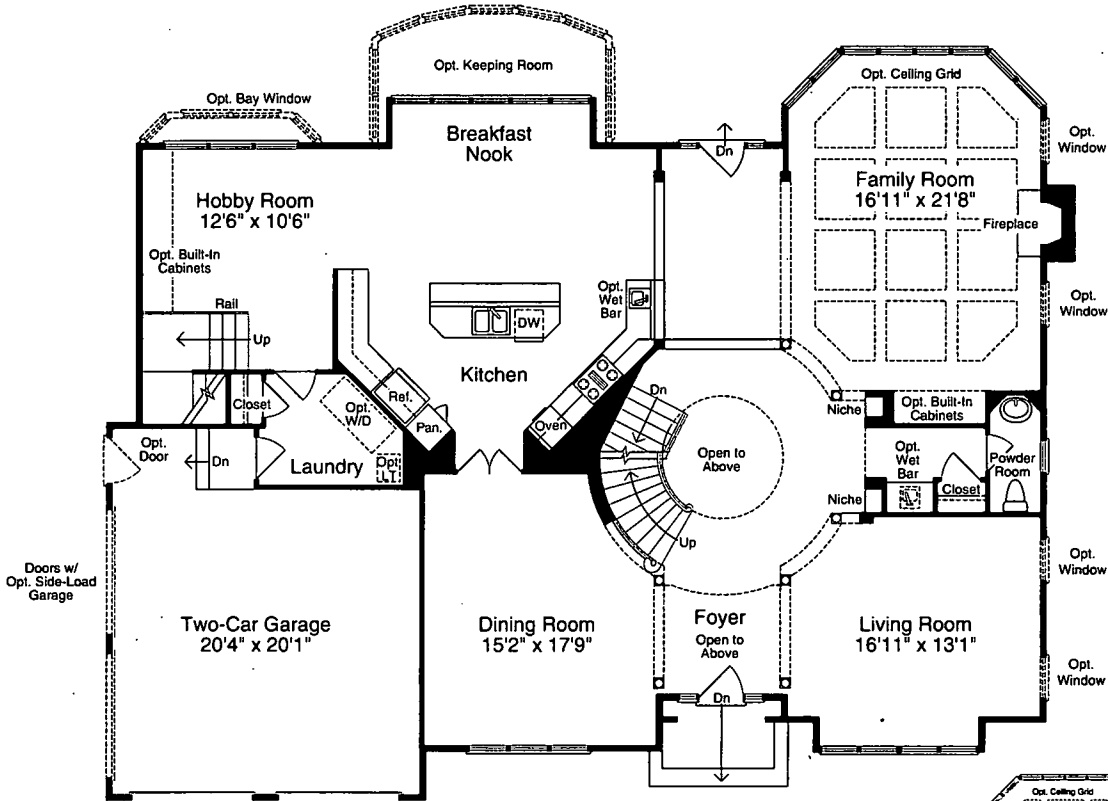 Opt. Keeping Room
Opt. Ceiling Grid
Opt. Bay Window
Breakfast
Nook
Dn
Opt.
Window
Hobby Room
12'6" x 10'6"
Family Room
16'11" x 21'8"
Fireplace
Opt. Built-In
Cabinets
Opt.
Wet
Bar
Opt.
Window
Rail
Up
DW
Kitchen
Ref.
Pan.
Oven
Closet
Opt.
W/D
Dn
Niche
Opt. Built-In
Cabinets
Opt.
Door
Dn
Laundry
Opt
LT
Open to
Above
Opt.
Wet
Bar
Powder
Room
Closet
Niche
Up
Doors w/
Opt. Side-Load
Garage
Opt.
Window
Two-Car Garage
20'4" x 20'1"
Dining Room
15'2" x 17'9"
Foyer
Open to
Above
Living Room
16'11" x 13'1"
Opt.
Window
Dn
Opt. Ceiling Grid